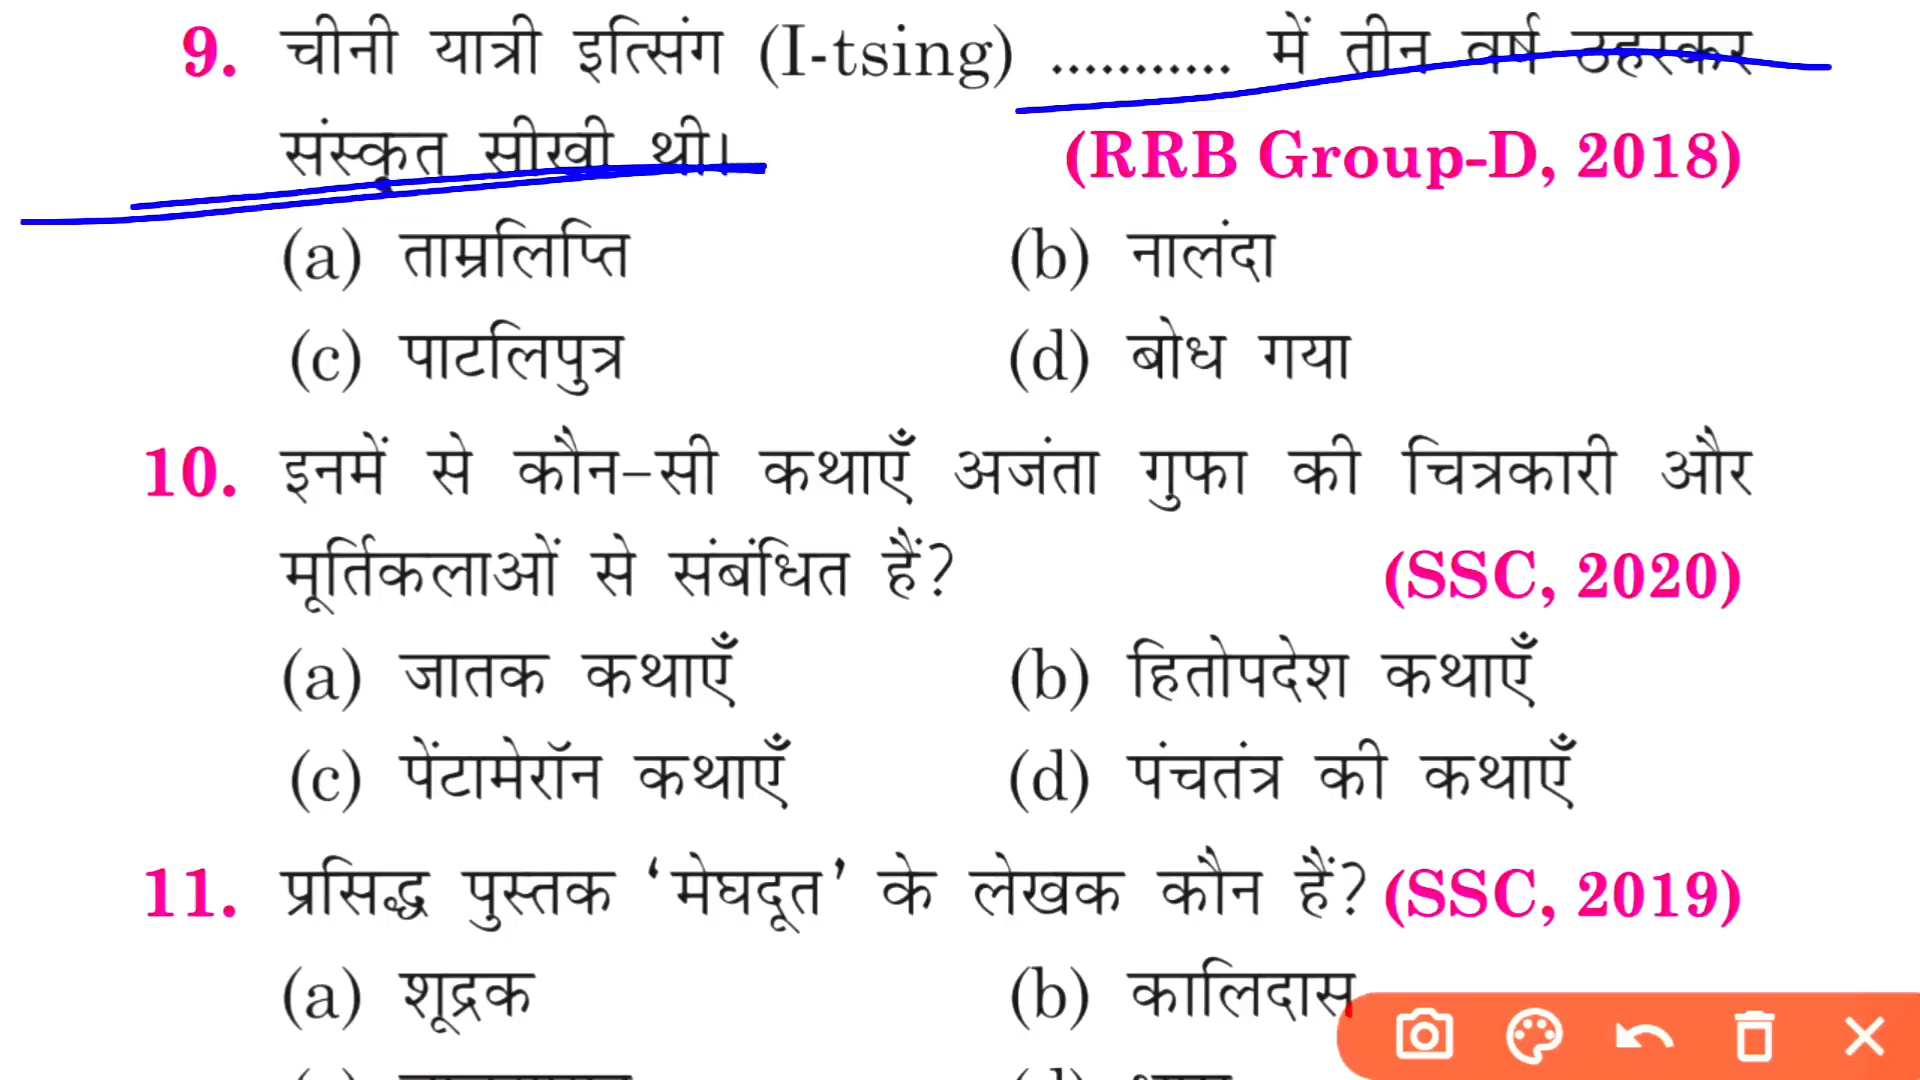 9. चीनी यात्री इत्सिंग (I-tsing) ........... में तीन वर्ष ठहरकर
संस्कृत सीखी थी। (RRB Group-D, 2018)
(a) ताम्रलिप्ति (b) नालंदा
(c) पाटलिपुत्र (d) बोध गया
10. इनमें से कौन-सी कथाएँ अजंता गुफा की चित्रकारी और
मूर्तिकलाओं से संबंधित हैं? (SSC, 2020)
(a) जातक कथाएँ (b) हितोपदेश कथाएँ
(c) पेंटामेरॉन कथाएँ (d) पंचतंत्र की कथाएँ
11. प्रसिद्ध पुस्तक ‘मेघदूत’ के लेखक कौन हैं? (SSC, 2019)
(a) शूद्रक (b) कालिदास